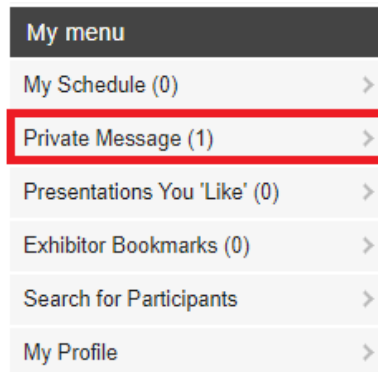 My menu
My Schedule (0)
Private Message (1)
Presentations You 'Like' (0)
Exhibitor Bookmarks (0)
Search for Participants
My Profile